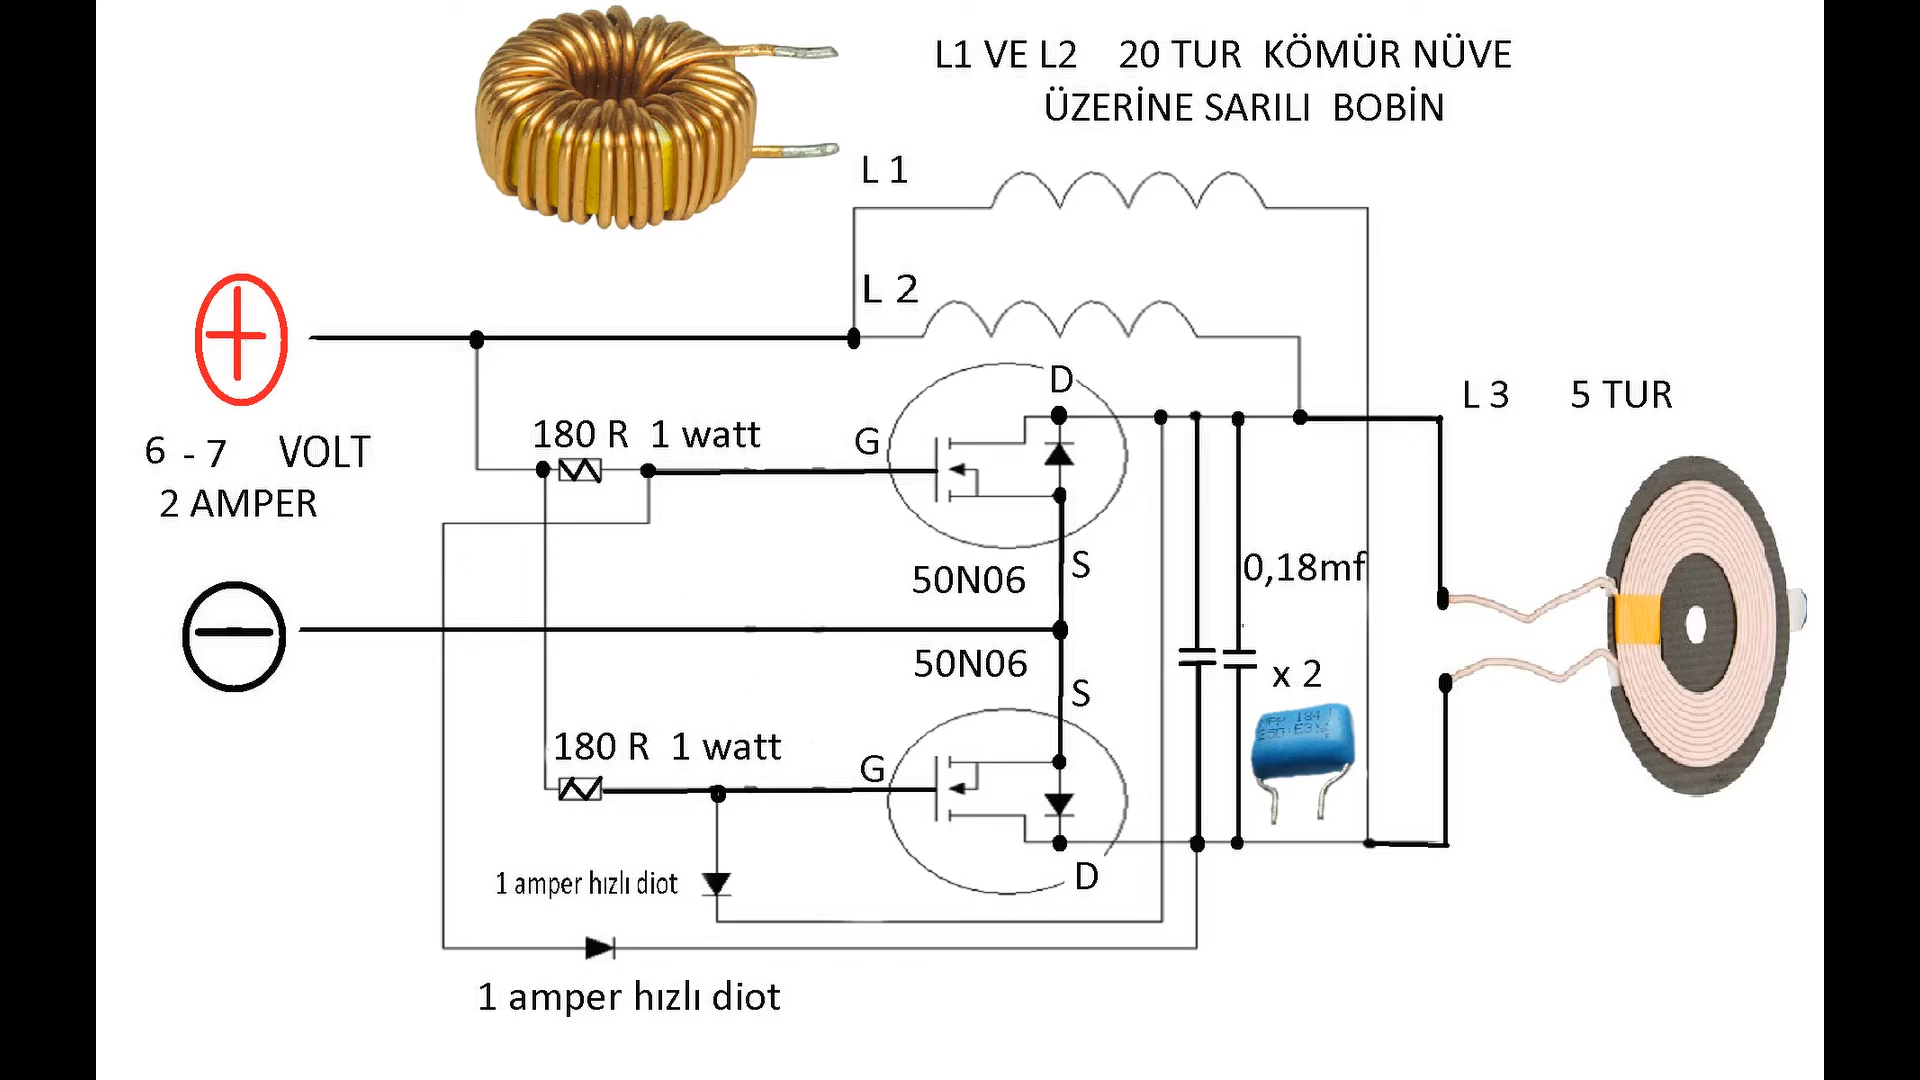 L1 VE L2 20 TUR KÖMÜR NÜVE
ÜZERİNE SARILI BOBİN
L 1
L 2
D
L 3 5 TUR
180 R 1 watt
G
6 - 7 VOLT
2 AMPER
S
50N06
0,18mf
50N06
S
x 2
180 R 1 watt
G
D
1 amper hızlı diot
1 amper hızlı diot